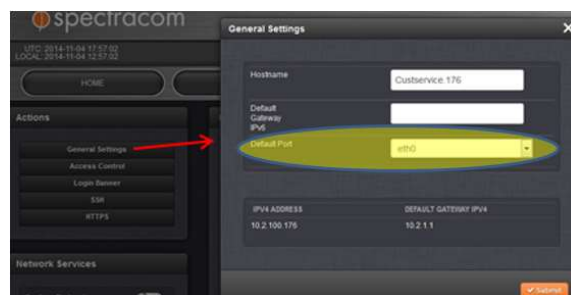 spectracom
General Settings
X
UTC: 2014-11-04 17:57:02
LOCAL: 2014-11-04 12:57:02
HOME
Hostname
Custservice.176
Default Gateway IPv6
Actions
Default Port
eth0
General Settings
Access Control
Login Banner
SSH
HTTPS
IPV4 ADDRESS
DEFAULT GATEWAY IPV4
10.2.100.176
10.2.1.1
Network Services
Submit